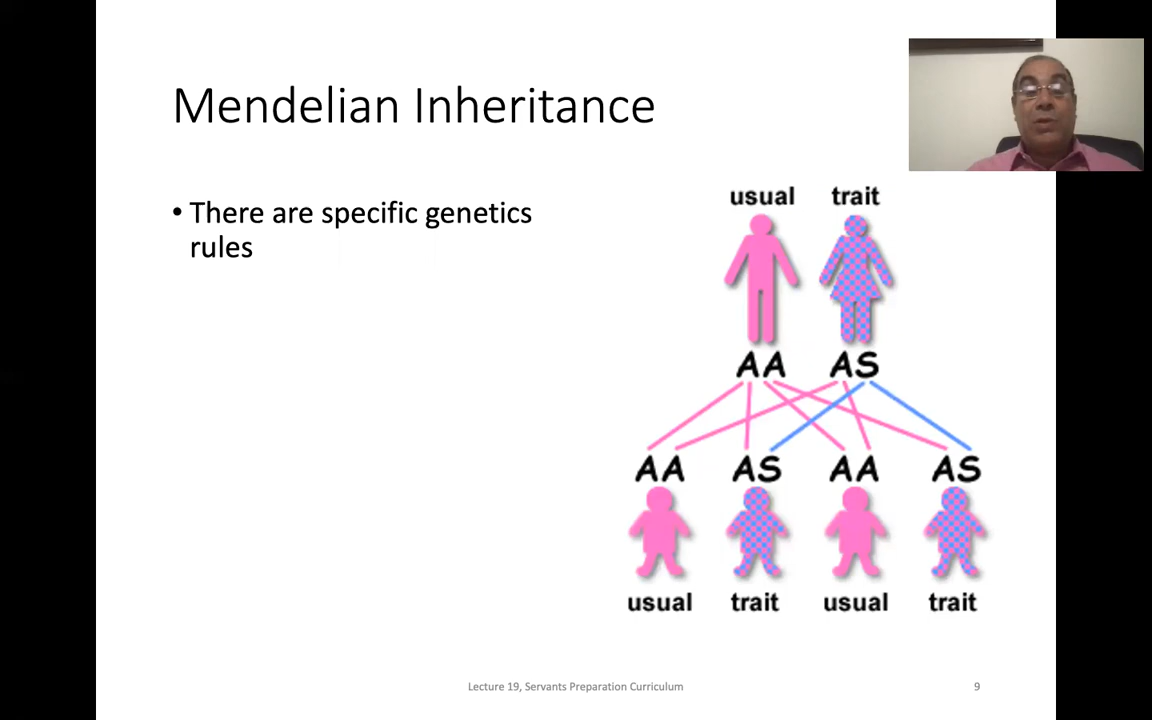 Mendelian Inheritance
• There are specific genetics
rules
usual trait
AA AS
AA AS AA AS
usual trait usual trait
Lecture 19, Servants Preparation Curriculum 9